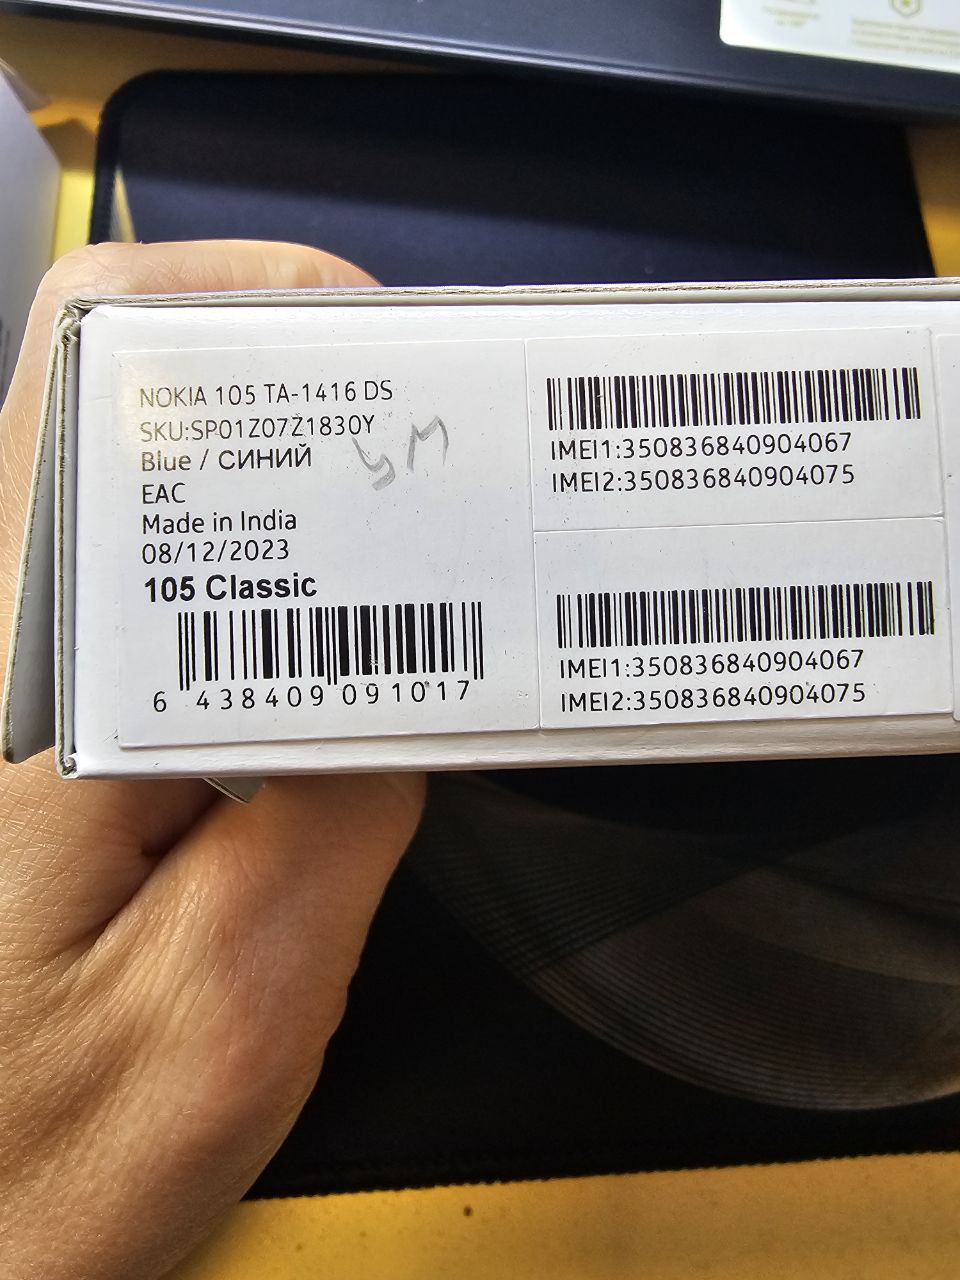 NOKIA 105 TA-1416 DS
SKU:SP01Z07Z1830Y
Blue / СИНИЙ
EAC
Made in India
08/12/2023
105 Classic
6 438409 091017
IMEI1:350836840904067
IMEI2:350836840904075
IMEI1:350836840904067
IMEI2:350836840904075